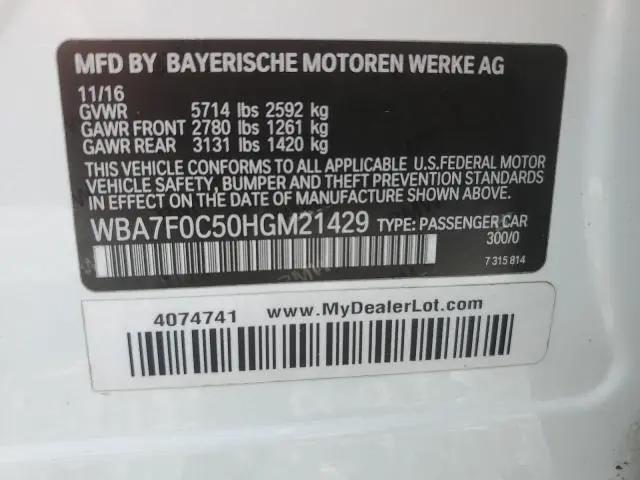 MFD BY BAYERISCHE MOTOREN WERKE AG
11/16
GVWR 5714 lbs 2592 kg
GAWR FRONT 2780 lbs 1261 kg
GAWR REAR 3131 lbs 1420 kg
THIS VEHICLE CONFORMS TO ALL APPLICABLE U.S. FEDERAL MOTOR
VEHICLE SAFETY, BUMPER AND THEFT PREVENTION STANDARDS
IN EFFECT ON THE DATE OF MANUFACTURE SHOWN ABOVE.
WBA7F0C50HGM21429 TYPE: PASSENGER CAR
300/0
7 315 814
4074741 www.MyDealerLot.com